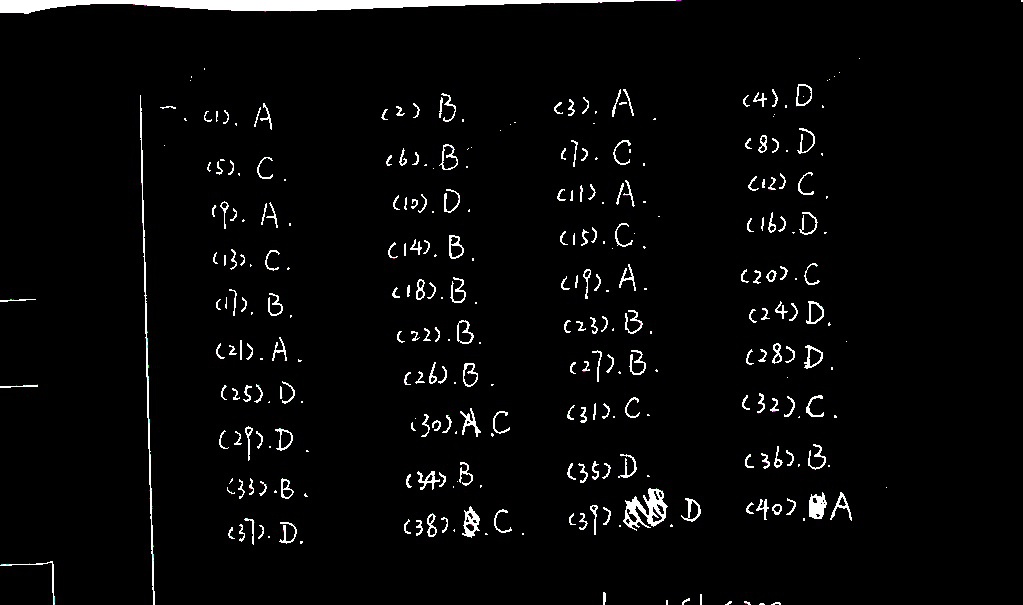 一. (1). A (2) B. (3). A. (4). D.
(5). C. (6). B. (7). C. (8). D.
(9). A. (10). D. (11). A. (12) C.
(13). C. (14). B. (15). C. (16). D.
(17). B. (18). B. (19). A. (20). C
(21). A. (22). B. (23). B. (24) D.
(25). D. (26). B. (27). B. (28) D.
(29). D. (30). C (31). C. (32). C.
(33). B. (34). B. (35) D. (36). B.
(37). D. (38). C. (39). D (40). A